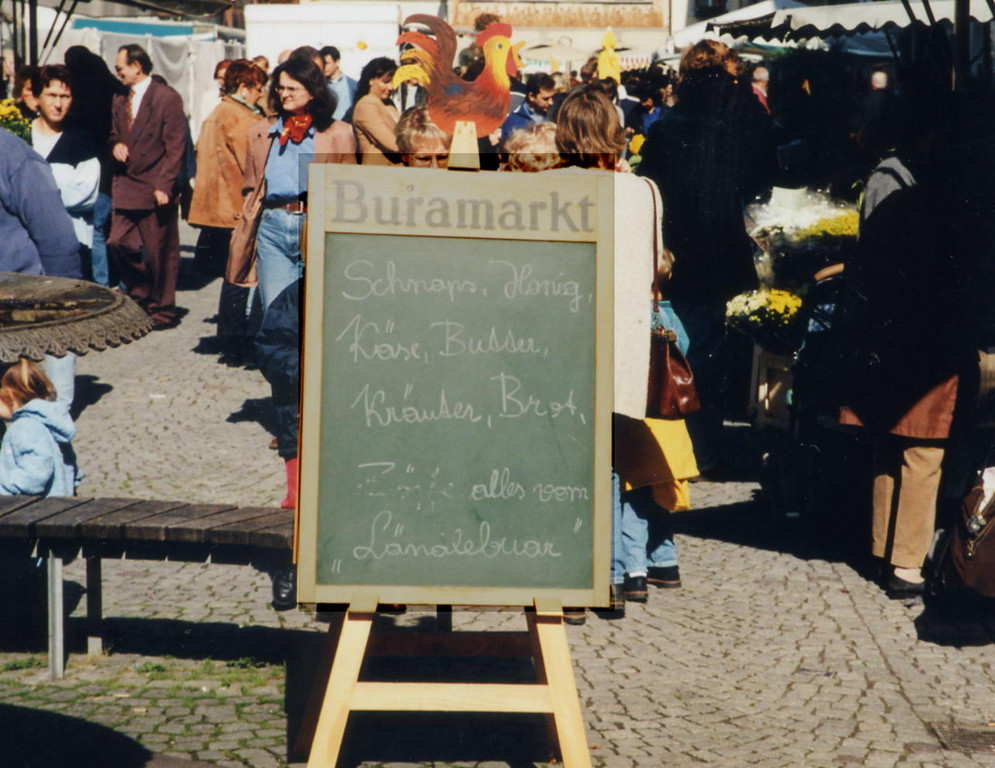 Buramarkt
Schnaps, Honig,
Käse, Butter,
Kräuter, Brot,
alles vom
„Ländlebuar"